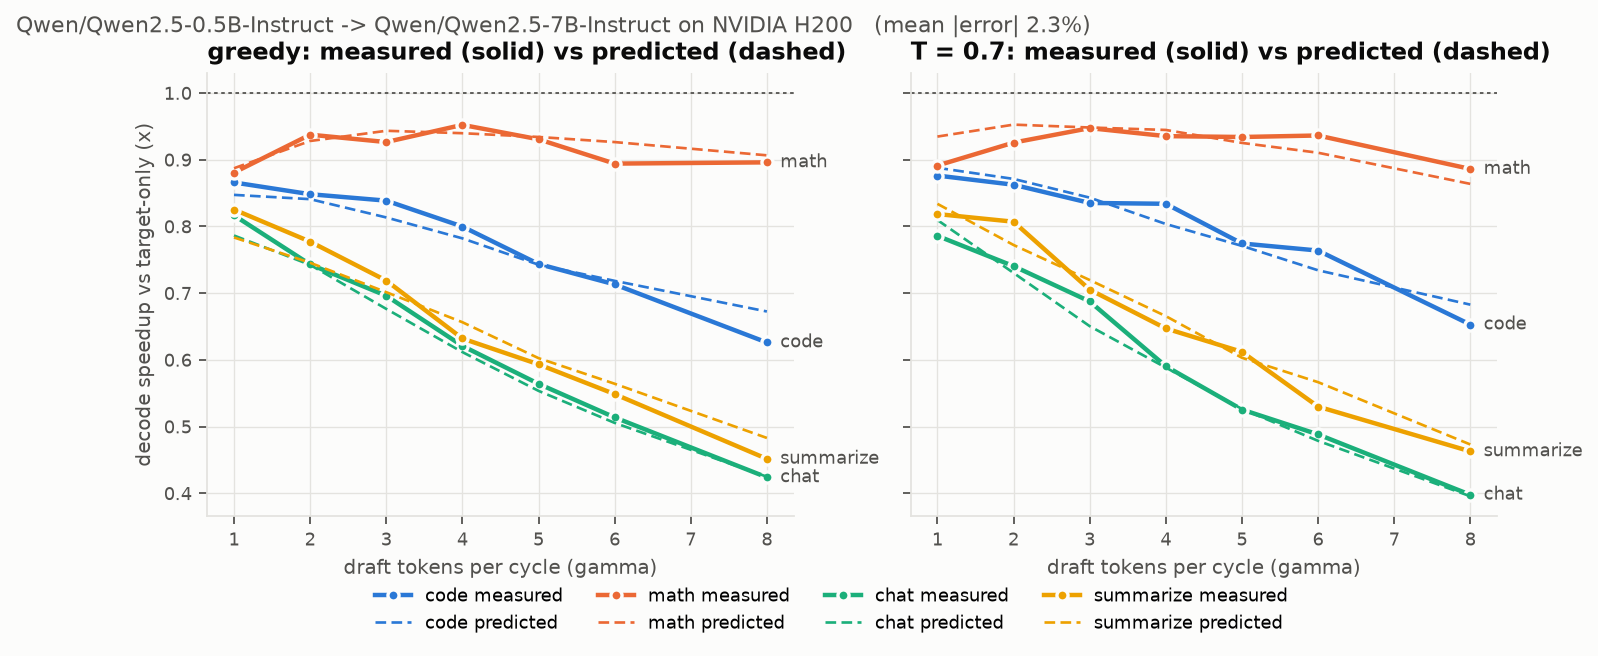 Qwen/Qwen2.5-0.5B-Instruct -> Qwen/Qwen2.5-7B-Instruct on NVIDIA H200 (mean |error| 2.3%)
greedy: measured (solid) vs predicted (dashed)
decode speedup vs target-only (x)
1.0
0.9
0.8
0.7
0.6
0.5
0.4
math
code
summarize
chat
1 2 3 4 5 6 7 8
draft tokens per cycle (gamma)
T = 0.7: measured (solid) vs predicted (dashed)
math
code
summarize
chat
1 2 3 4 5 6 7 8
draft tokens per cycle (gamma)
code measured math measured chat measured summarize measured
code predicted math predicted chat predicted summarize predicted